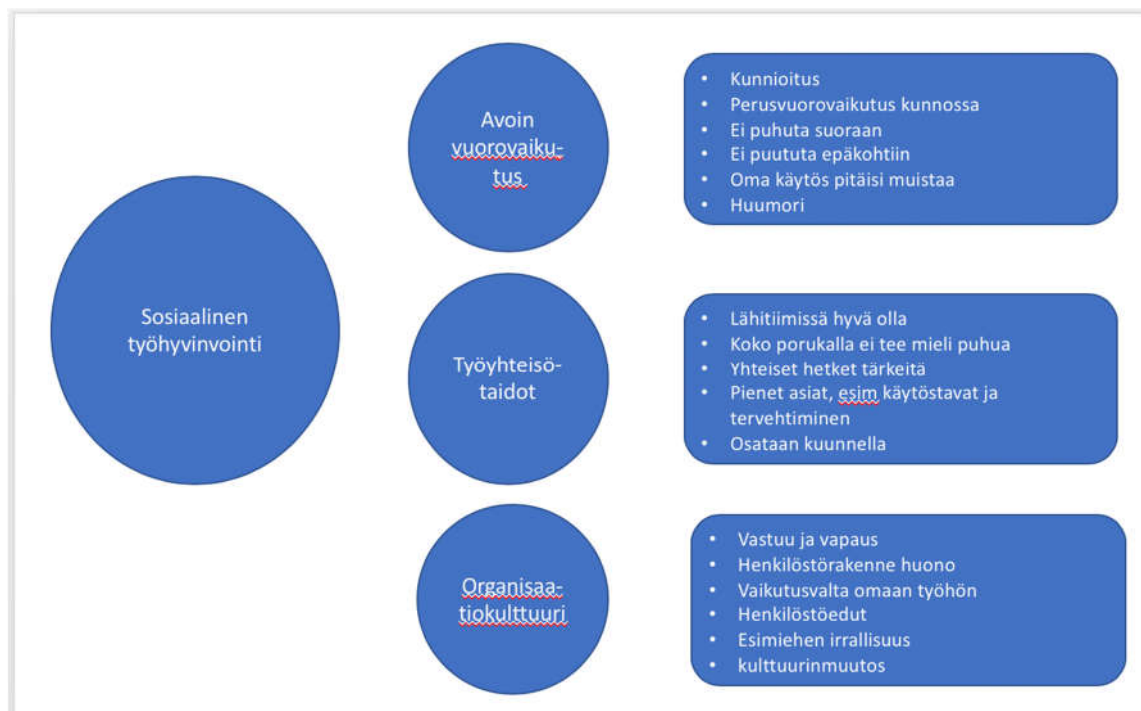 Sosiaalinen
työhyvinvointi
Avoin
vuorovaiku-
tus
• Kunnioitus
• Perusvuorovaikutus kunnossa
• Ei puhuta suoraan
• Ei puututa epäkohtiin
• Oma käytös pitäisi muistaa
• Huumori
Työyhteisö-
taidot
• Lähitiimissä hyvä olla
• Koko porukalla ei tee mieli puhua
• Yhteiset hetket tärkeitä
• Pienet asiat, esim käytöstavat ja
tervehtiminen
• Osataan kuunnella
Organisaa-
tiokulttuuri
• Vastuu ja vapaus
• Henkilöstörakenne huono
• Vaikutusvalta omaan työhön
• Henkilöstöedut
• Esimiehen irrallisuus
• kulttuurinmuutos